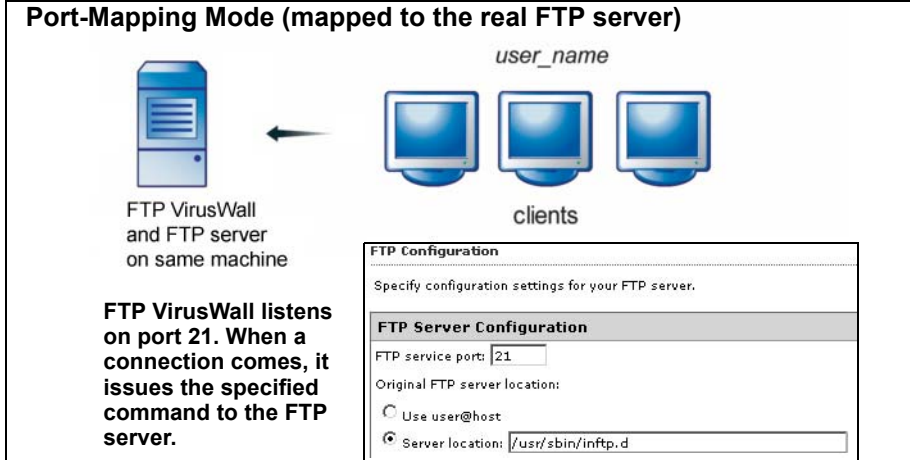 Port-Mapping Mode (mapped to the real FTP server)
user_name
FTP VirusWall
and FTP server
on same machine
clients
FTP VirusWall listens
on port 21. When a
connection comes, it
issues the specified
command to the FTP
server.
FTP Configuration
Specify configuration settings for your FTP server.
FTP Server Configuration
FTP service port: 21
Original FTP server location:
Use user@host
Server location: /usr/sbin/inftp.d